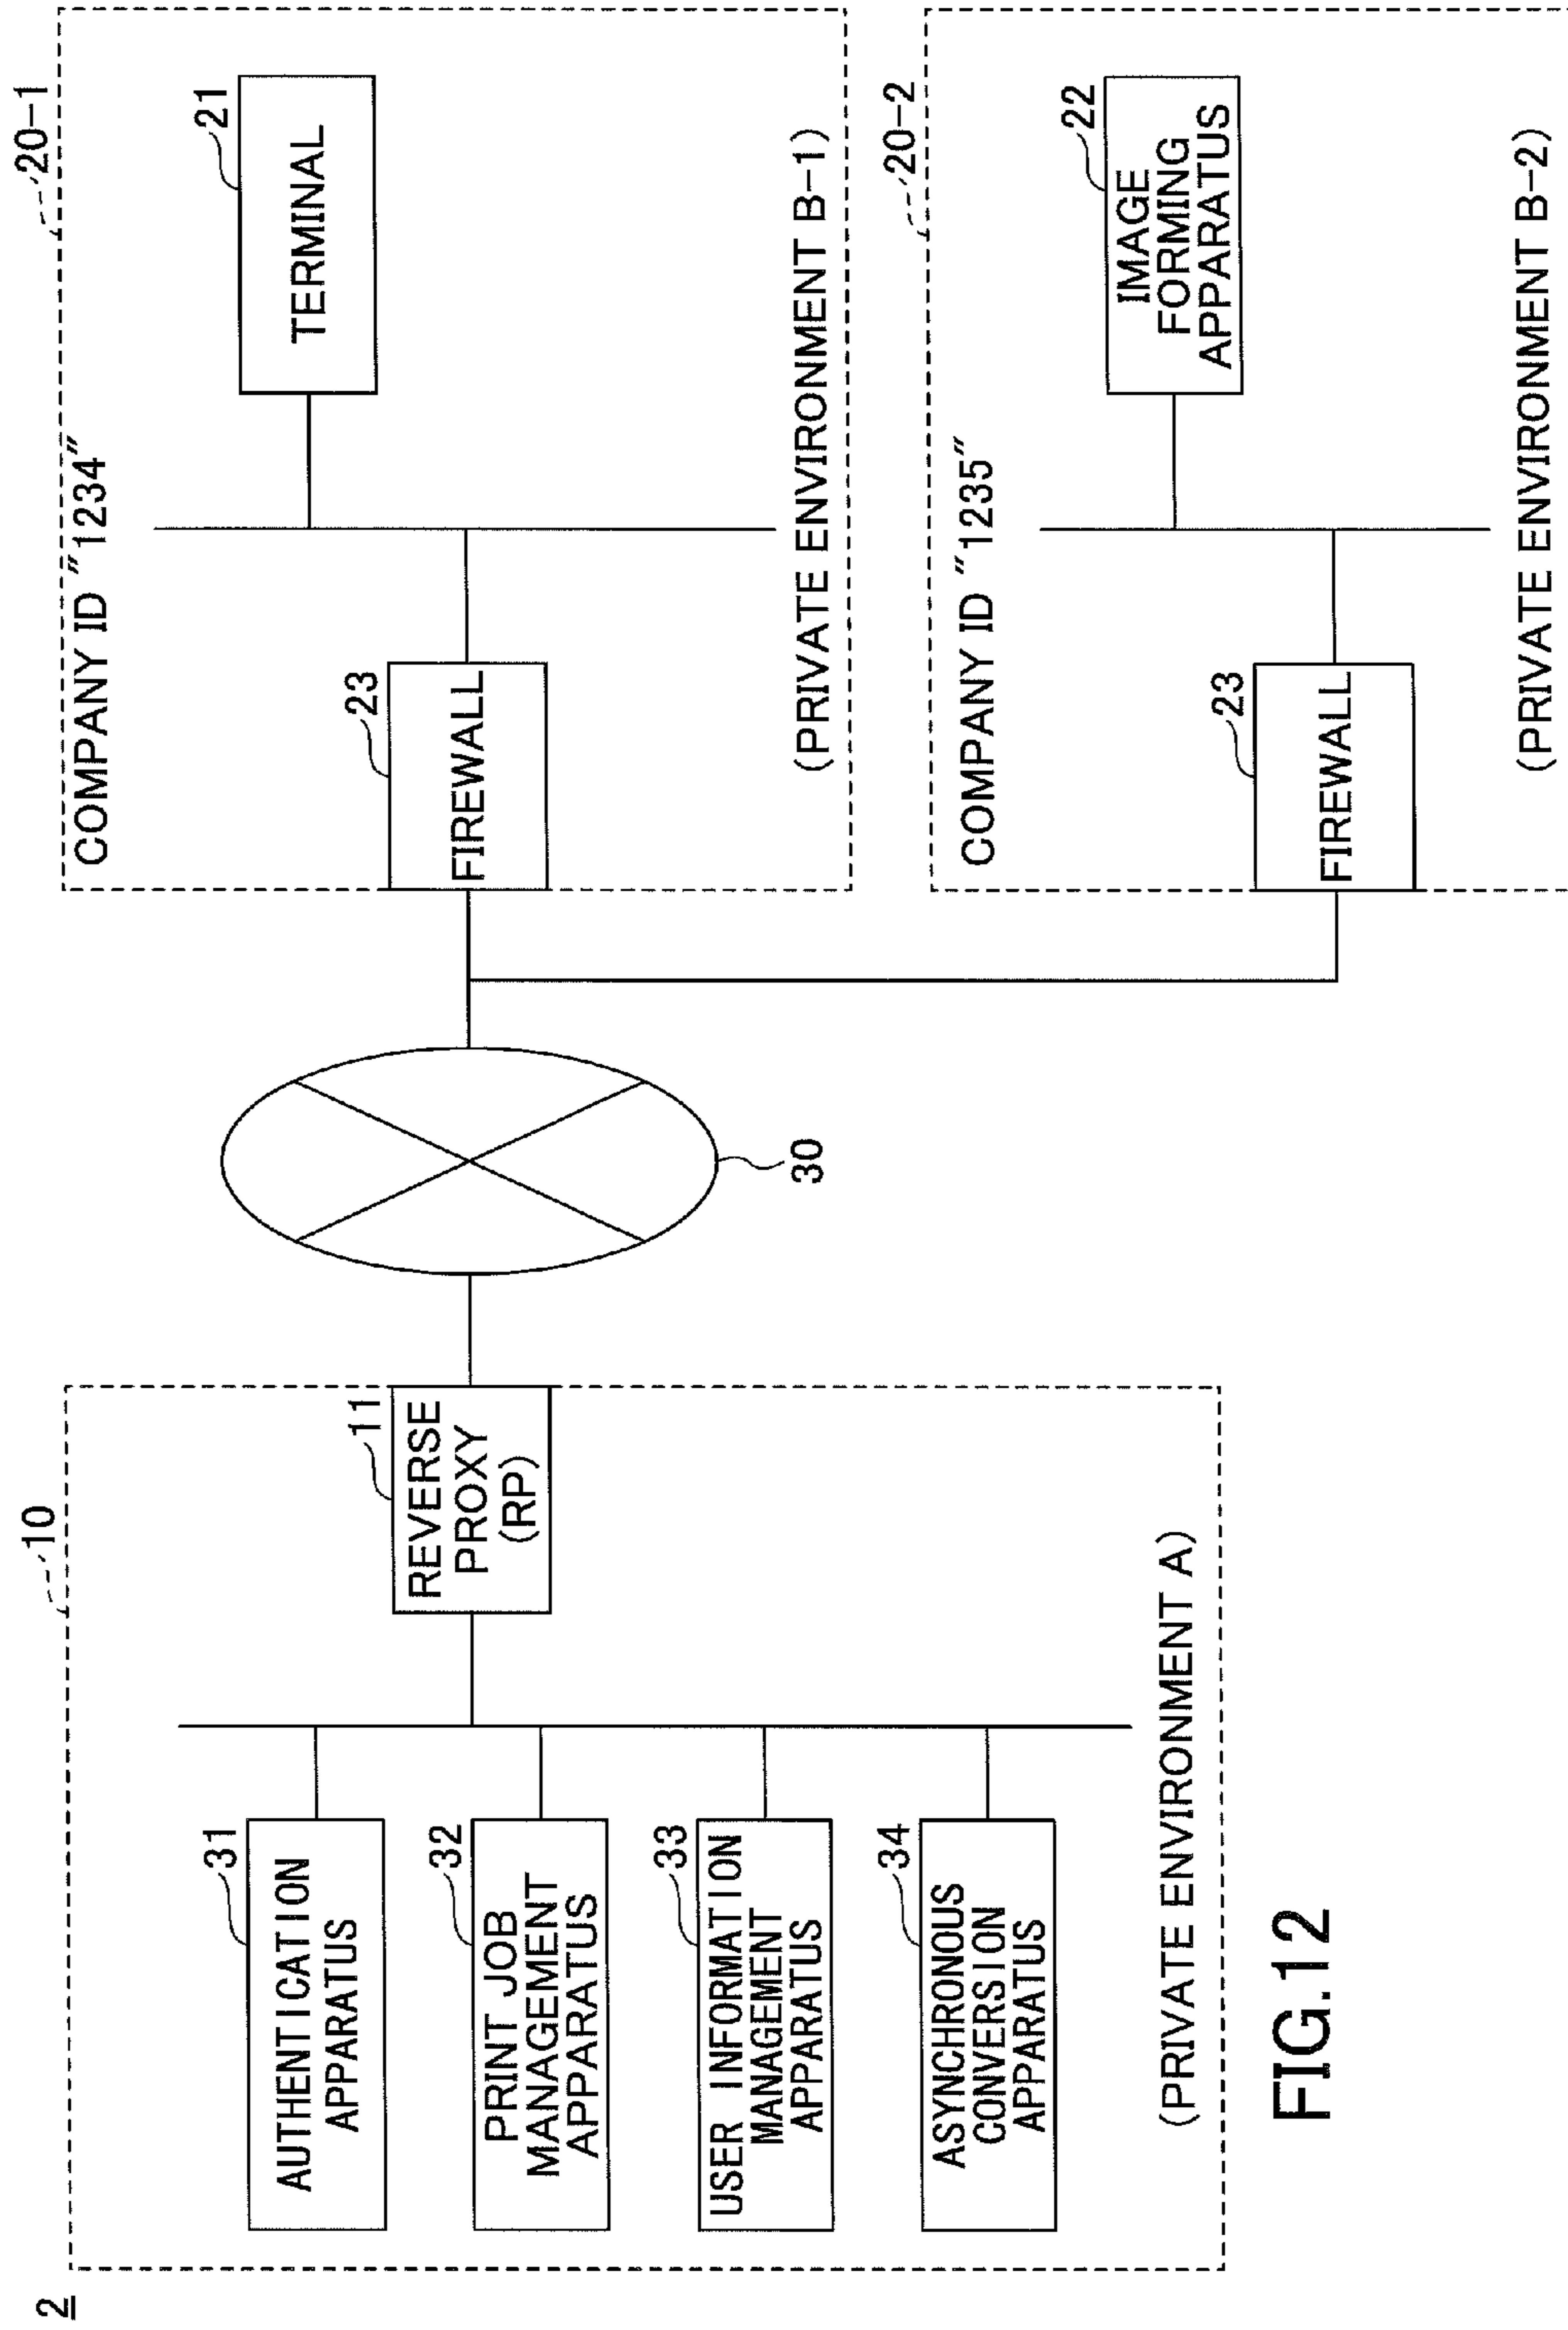 2
10
31
AUTHENTICATION
APPARATUS
32
PRINT JOB
MANAGEMENT
APPARATUS
33
USER INFORMATION
MANAGEMENT
APPARATUS
34
ASYNCHRONOUS
CONVERSION
APPARATUS
11
REVERSE
PROXY
(RP)
(PRIVATE ENVIRONMENT A)
30
20-1
COMPANY ID "1234"
23
FIREWALL
21
TERMINAL
(PRIVATE ENVIRONMENT B-1)
20-2
COMPANY ID "1235"
23
FIREWALL
22
IMAGE
FORMING
APPARATUS
(PRIVATE ENVIRONMENT B-2)
FIG.12